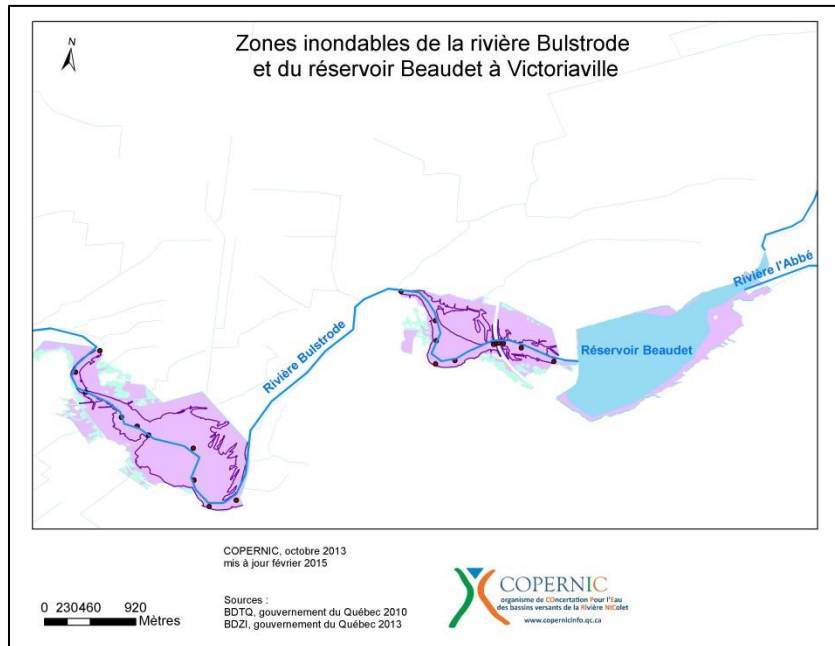 Zones inondables de la rivière Bulstrode
et du réservoir Beaudet à Victoriaville
N
Rivière l'Abbé
Rivière Bulstrode
Réservoir Beaudet
COPERNIC, octobre 2013
mis à jour février 2015
Sources :
BDTQ, gouvernement du Québec 2010
BDZI, gouvernement du Québec 2013
0 230460 920
Mètres
COPERNIC
organisme de COncertation Pour l'Eau
des bassins versants de la Rivière NIColet
www.copernicinfo.qc.ca